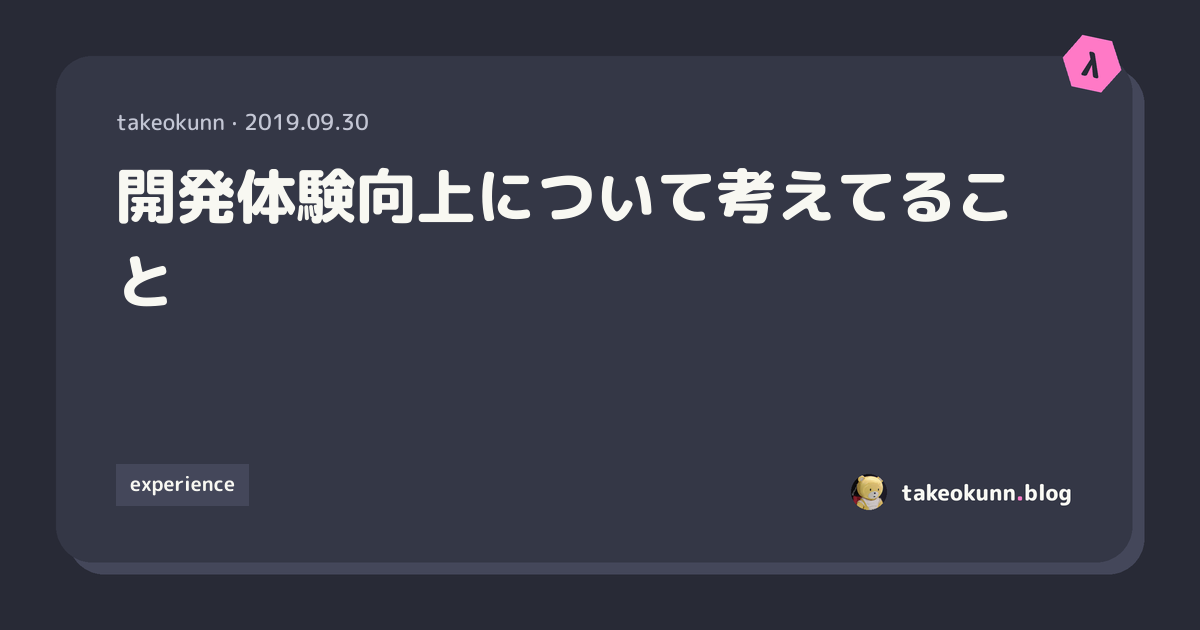 takeokunn · 2019.09.30
開発体験向上について考えてるこ
と
experience
takeokunn.blog
λ